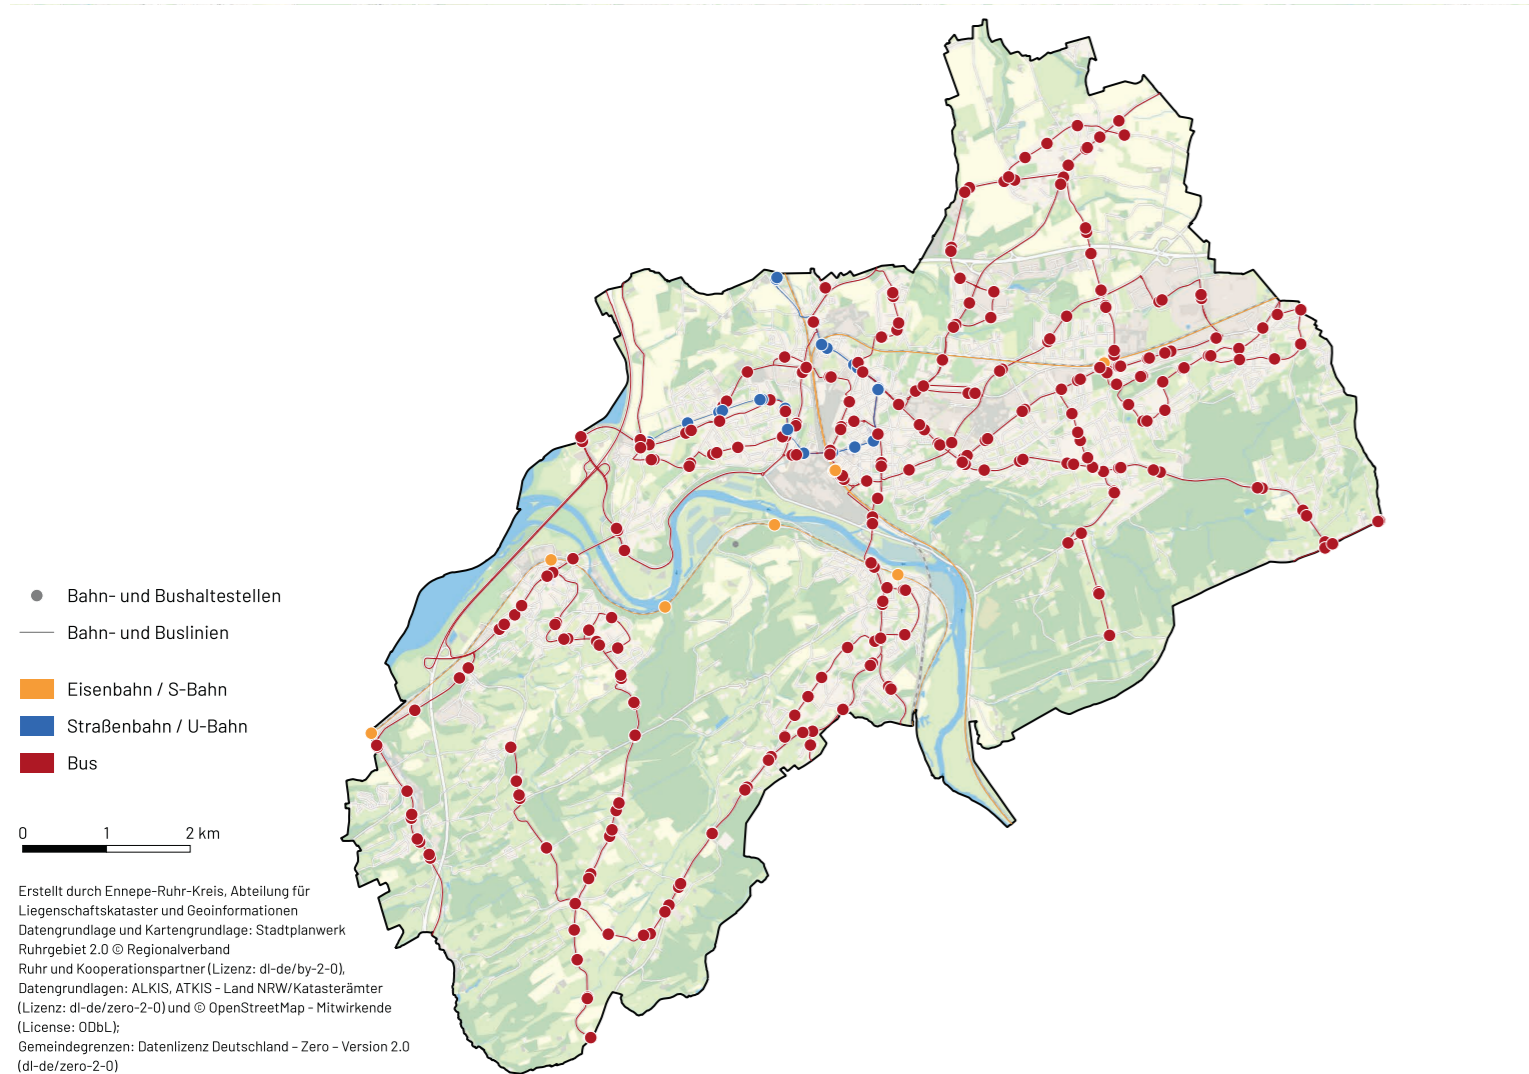 Bahn- und Bushaltestellen
Bahn- und Buslinien
Eisenbahn / S-Bahn
Straßenbahn / U-Bahn
Bus
0 1 2 km
Erstellt durch Ennepe-Ruhr-Kreis, Abteilung für
Liegenschaftskataster und Geoinformationen
Datengrundlage und Kartengrundlage: Stadtplanwerk
Ruhrgebiet 2.0 © Regionalverband
Ruhr und Kooperationspartner (Lizenz: dl-de/by-2-0),
Datengrundlagen: ALKIS, ATKIS - Land NRW/Katasterämter
(Lizenz: dl-de/zero-2-0) und © OpenStreetMap - Mitwirkende
(License: ODbL);
Gemeindegrenzen: Datenlizenz Deutschland – Zero – Version 2.0
(dl-de/zero-2-0)